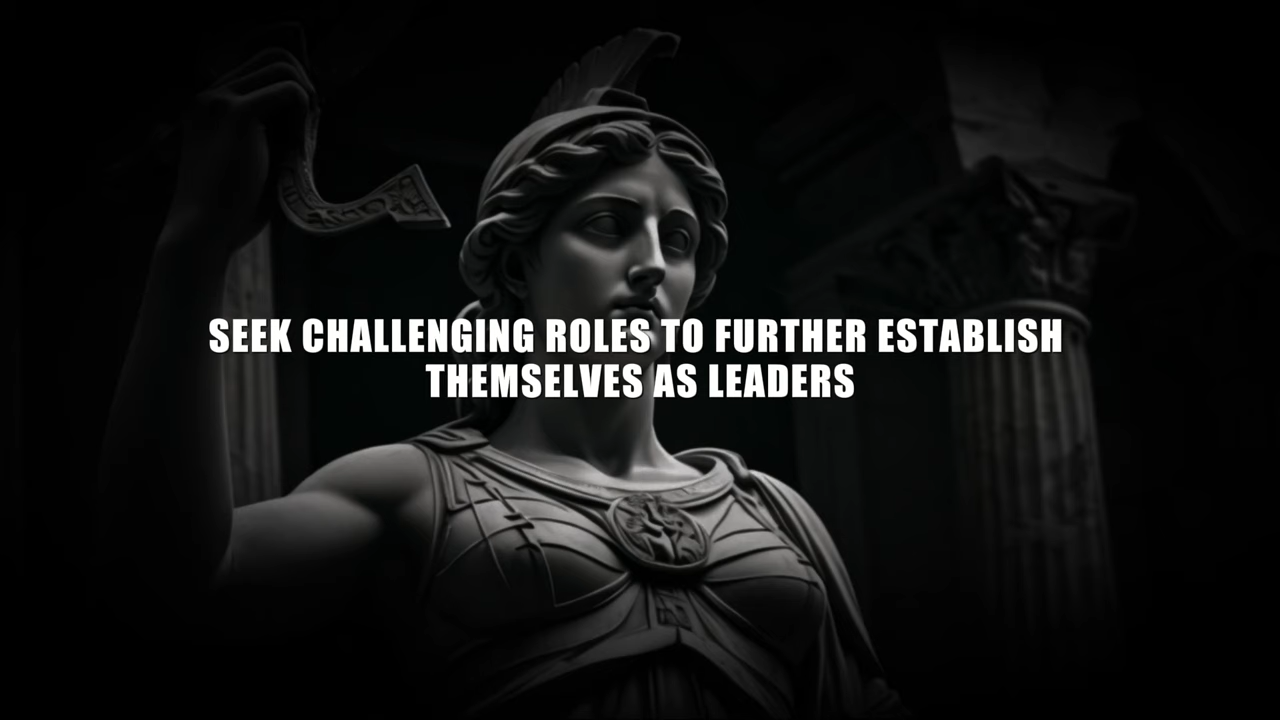 SEEK CHALLENGING ROLES TO FURTHER ESTABLISH
THEMSELVES AS LEADERS